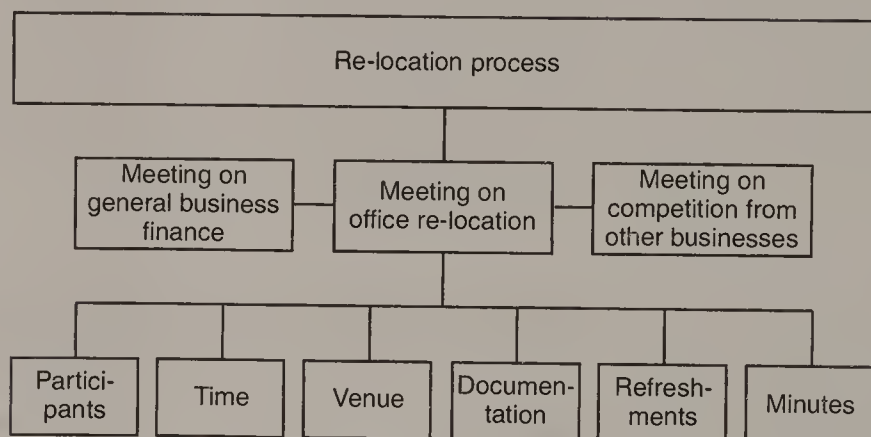 Re-location process
Meeting on
general business
finance
Meeting on
office re-location
Meeting on
competition from
other businesses
Partici-
pants
Time
Venue
Documen-
tation
Refresh-
ments
Minutes